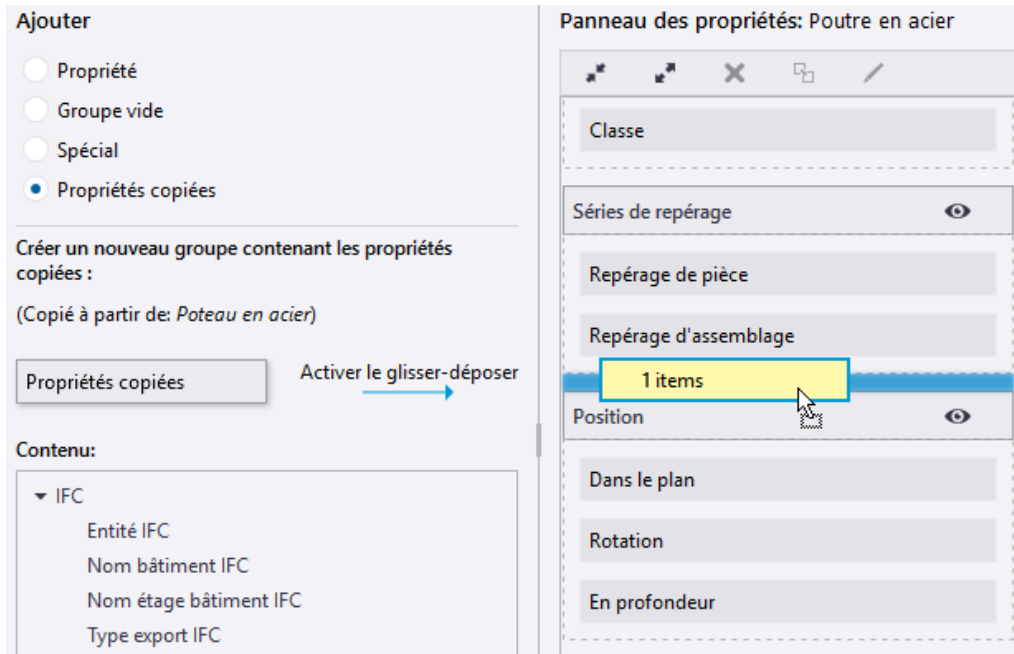 Ajouter
Propriété
Groupe vide
Spécial
Propriétés copiées
Créer un nouveau groupe contenant les propriétés
copiées :
(Copié à partir de: Poteau en acier)
Propriétés copiées
Activer le glisser-déposer
Contenu:
IFC
Entité IFC
Nom bâtiment IFC
Nom étage bâtiment IFC
Type export IFC
Panneau des propriétés: Poutre en acier
Classe
Séries de repérage
Repérage de pièce
Repérage d'assemblage
1 items
Position
Dans le plan
Rotation
En profondeur